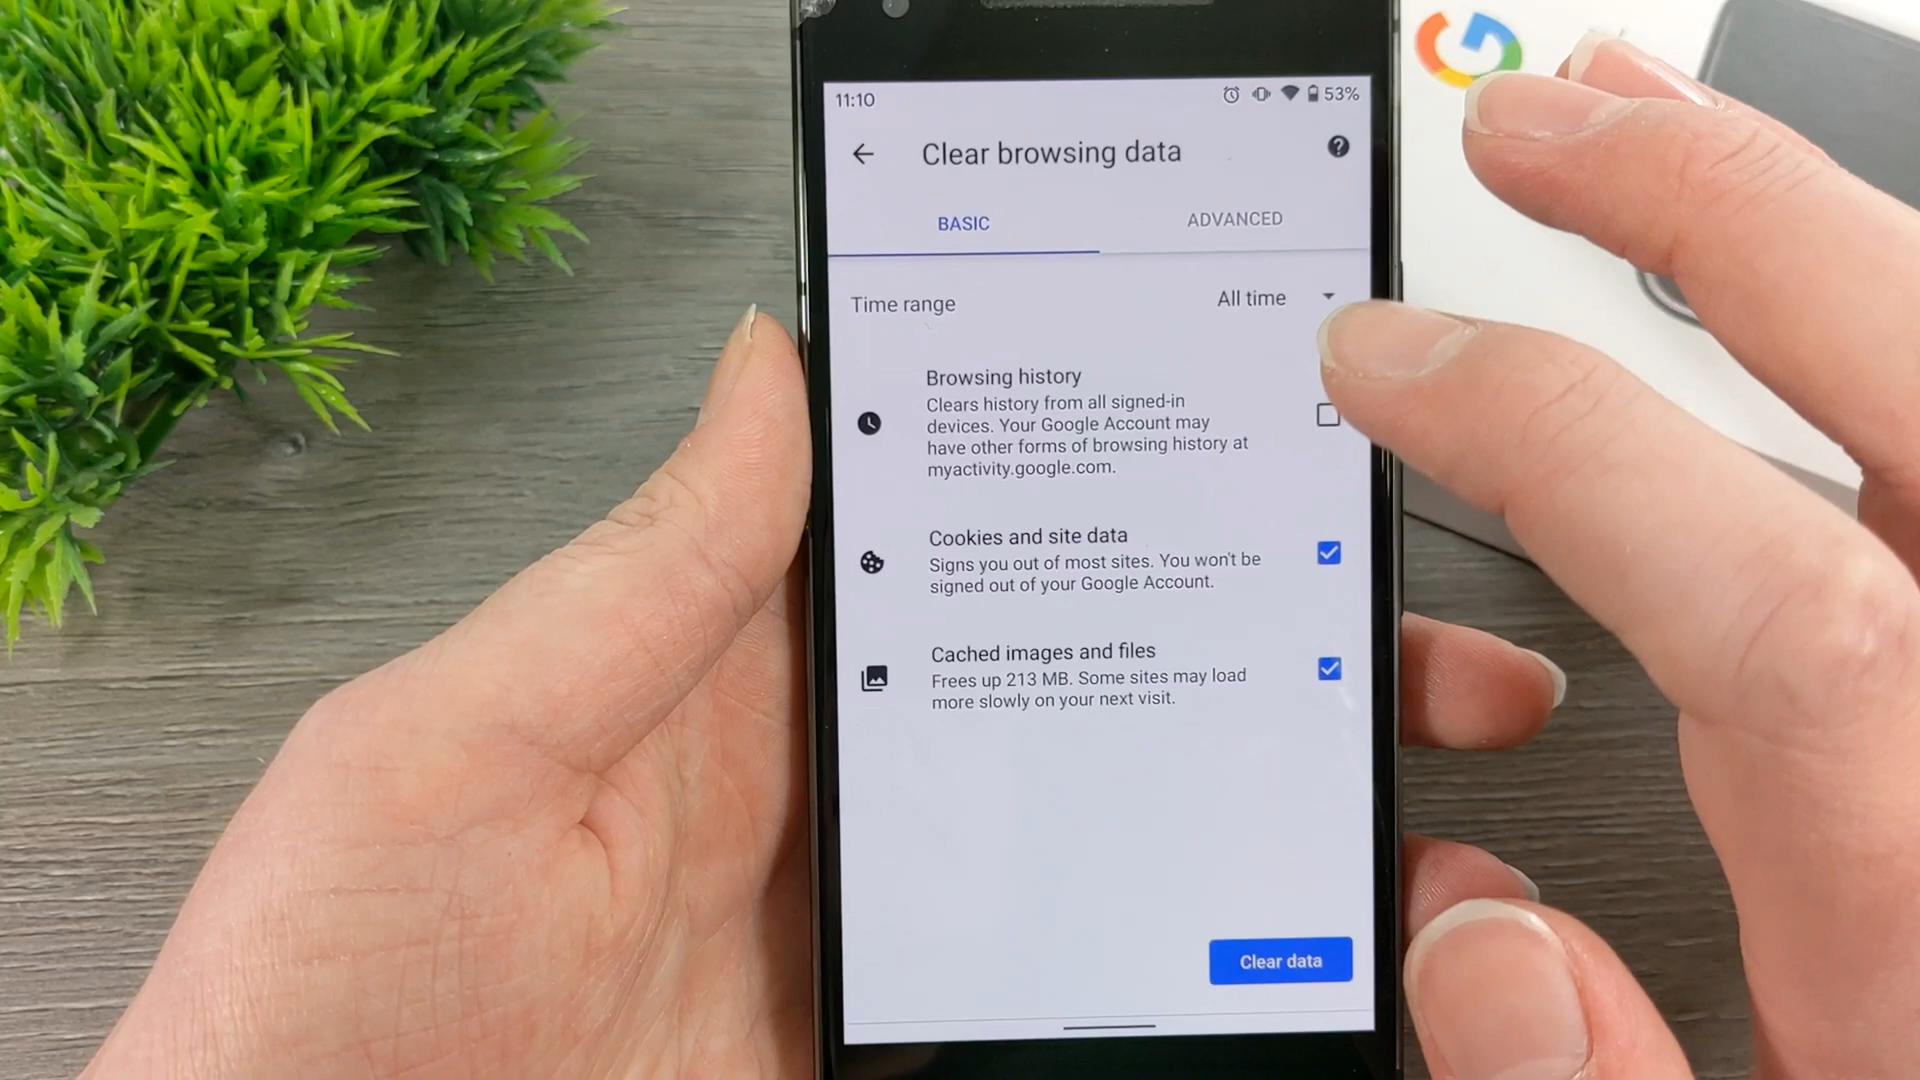 11:10 53%
Clear browsing data
BASIC ADVANCED
Time range All time
Browsing history
Clears history from all signed-in
devices. Your Google Account may
have other forms of browsing history at
myactivity.google.com.
Cookies and site data
Signs you out of most sites. You won't be
signed out of your Google Account.
Cached images and files
Frees up 213 MB. Some sites may load
more slowly on your next visit.
Clear data